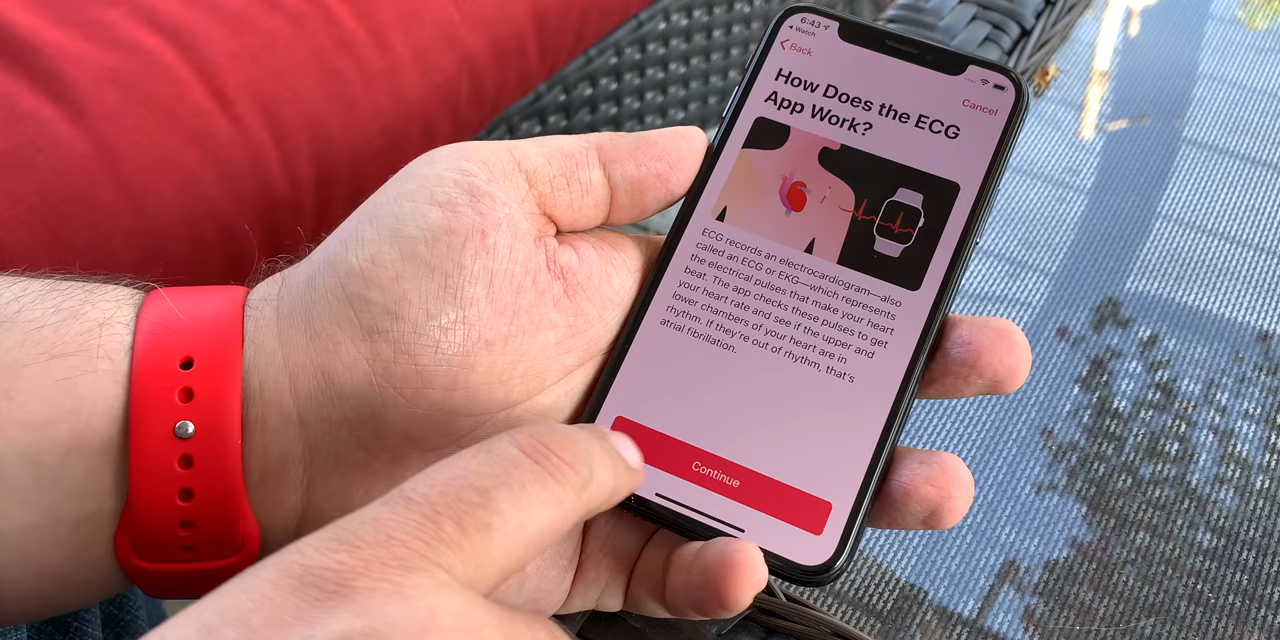 6:43
Watch
Back
Cancel
How Does the ECG
App Work?
ECG records an electrocardiogram—also
called an ECG or EKG—which represents
the electrical pulses that make your heart
beat. The app checks these pulses to get
your heart rate and see if the upper and
lower chambers of your heart are in
rhythm. If they're out of rhythm, that's
atrial fibrillation.
Continue